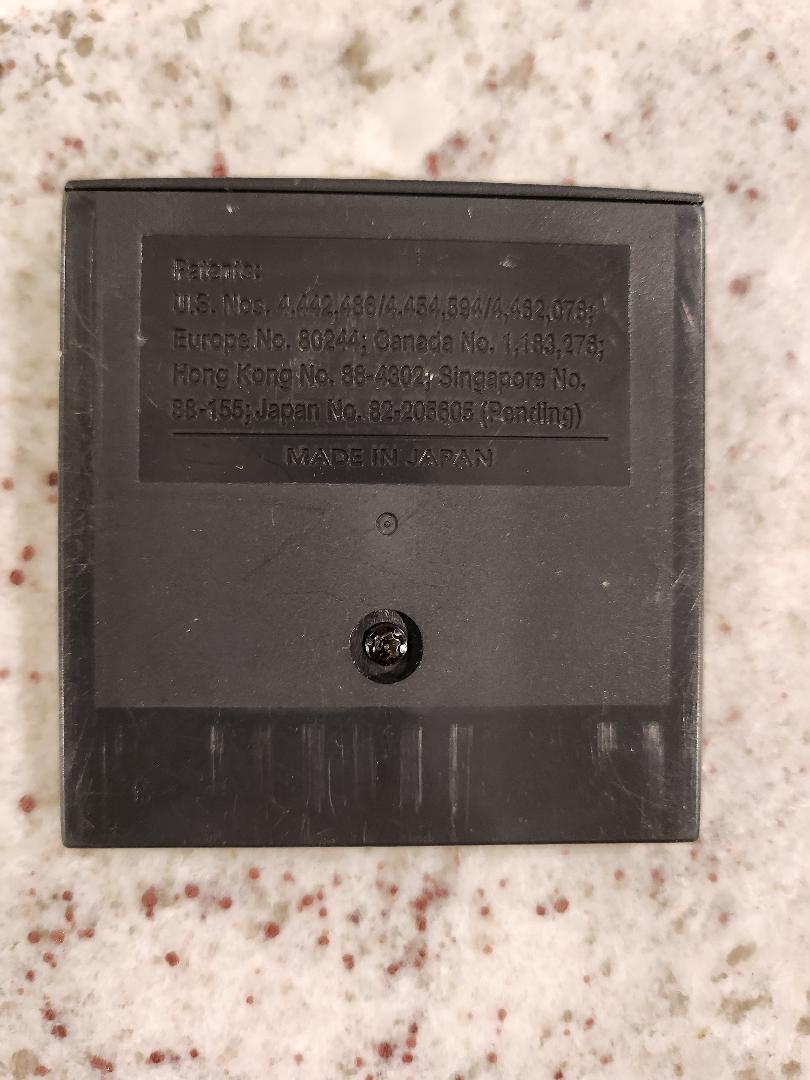 Patents:
U.S. Nos. 4,442,486/4,454,594/4,462,076;
Europe No. 80244; Canada No. 1,183,276;
Hong Kong No. 88-4302; Singapore No.
88-155; Japan No. 82-205605 (Pending)
MADE IN JAPAN